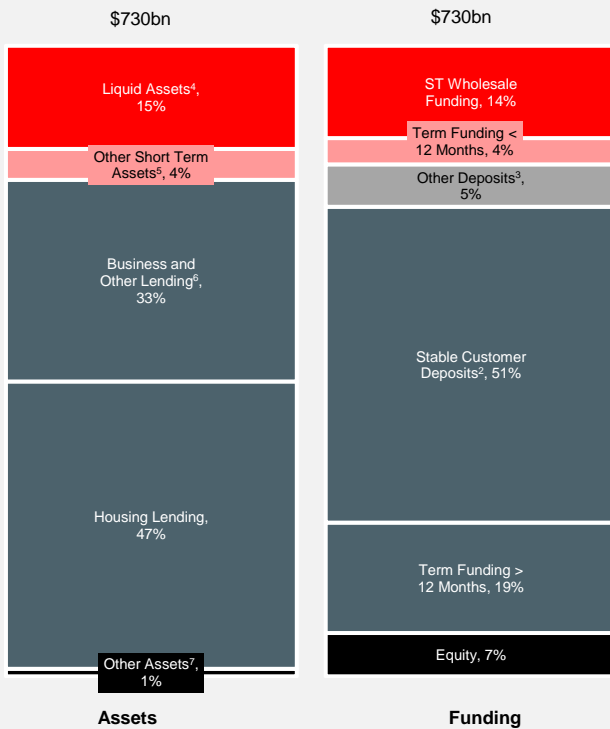 $730bn
Liquid Assets⁴,
15%
Other Short Term
Assets⁵, 4%
Business and
Other Lending⁶,
33%
Housing Lending,
47%
Other Assets⁷,
1%
Assets
$730bn
ST Wholesale
Funding, 14%
Term Funding <
12 Months, 4%
Other Deposits³,
5%
Stable Customer
Deposits², 51%
Term Funding >
12 Months, 19%
Equity, 7%
Funding